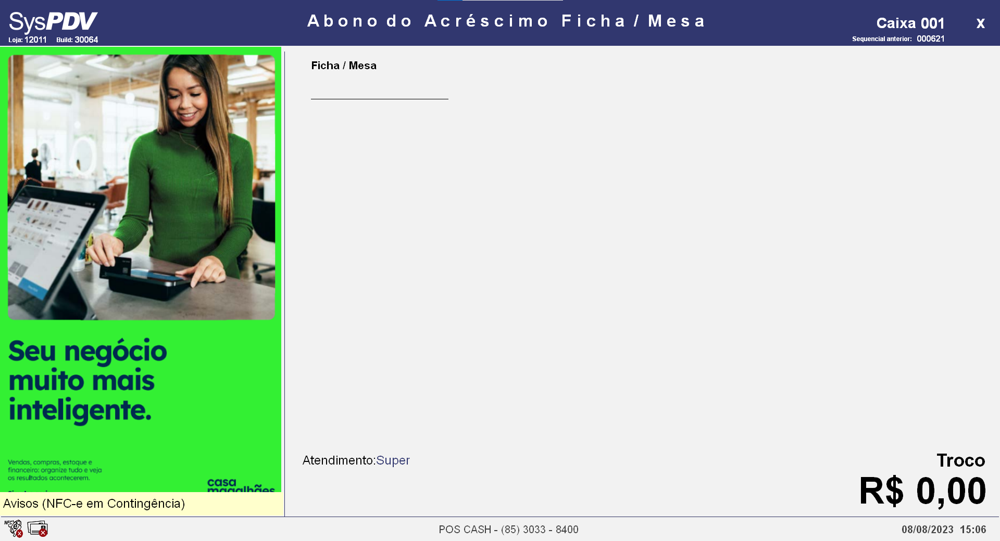 SysPDV
Loja: 12011 Build: 30064
Abono do Acréscimo Ficha / Mesa
Caixa 001
X
Sequencial anterior: 000621
Ficha / Mesa
Seu negócio
muito mais
inteligente.
Vendas, compras, estoque e
financeiro: organize tudo e veja
os resultados acontecerem.
casa
magalhães
Avisos (NFC-e em Contingência)
Atendimento:Super
Troco
R$ 0,00
NFC
e
POS CASH - (85) 3033 - 8400
08/08/2023 15:06